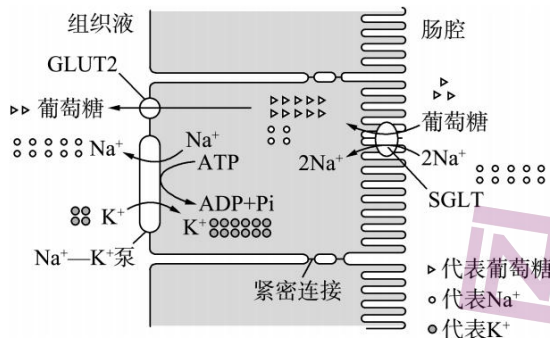 组织液
肠腔
GLUT2
葡萄糖
葡萄糖
Na⁺
Na⁺
ATP
2Na⁺
2Na⁺
ADP+Pi
SGLT
K⁺
K⁺
Na⁺—K⁺泵
紧密连接
代表葡萄糖
代表Na⁺
代表K⁺